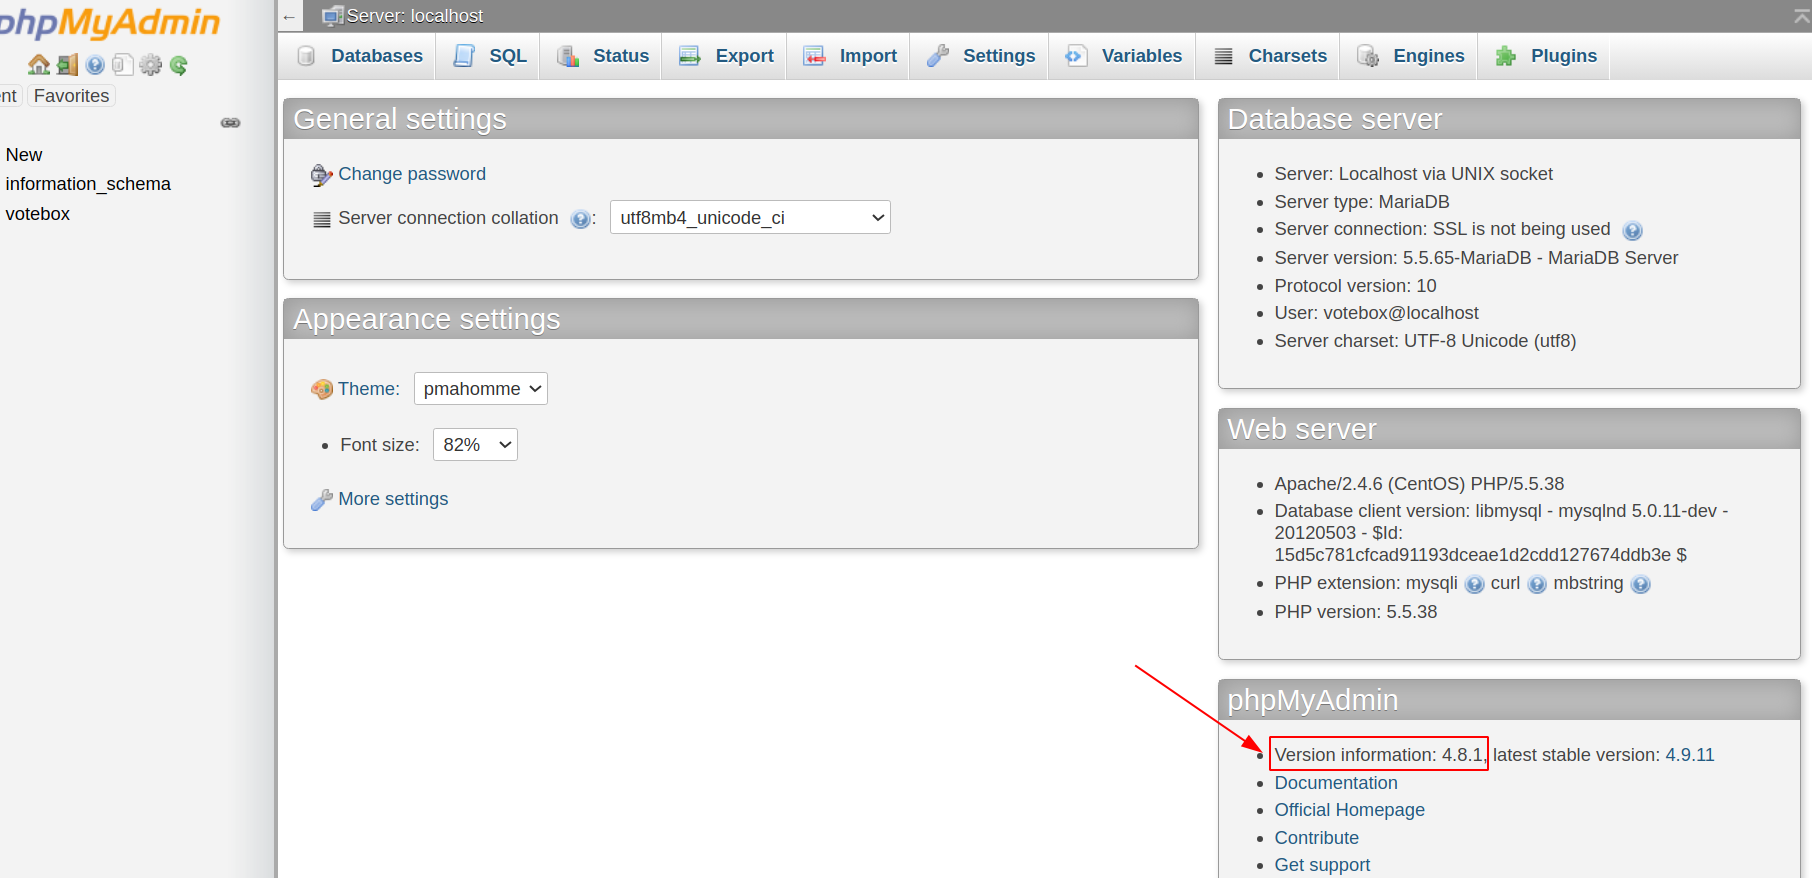 phpMyAdmin
nt Favorites
New
information_schema
votebox
← Server: localhost
Databases SQL Status Export Import Settings Variables Charsets Engines Plugins
General settings
Change password
Server connection collation : utf8mb4_unicode_ci
Appearance settings
Theme: pmahomme
• Font size: 82%
More settings
Database server
• Server: Localhost via UNIX socket
• Server type: MariaDB
• Server connection: SSL is not being used
• Server version: 5.5.65-MariaDB - MariaDB Server
• Protocol version: 10
• User: votebox@localhost
• Server charset: UTF-8 Unicode (utf8)
Web server
• Apache/2.4.6 (CentOS) PHP/5.5.38
• Database client version: libmysql - mysqlnd 5.0.11-dev -
20120503 - $Id:
15d5c781cfcad91193dceae1d2cdd127674ddb3e $
• PHP extension: mysqli curl mbstring
• PHP version: 5.5.38
phpMyAdmin
• Version information: 4.8.1, latest stable version: 4.9.11
• Documentation
• Official Homepage
• Contribute
• Get support